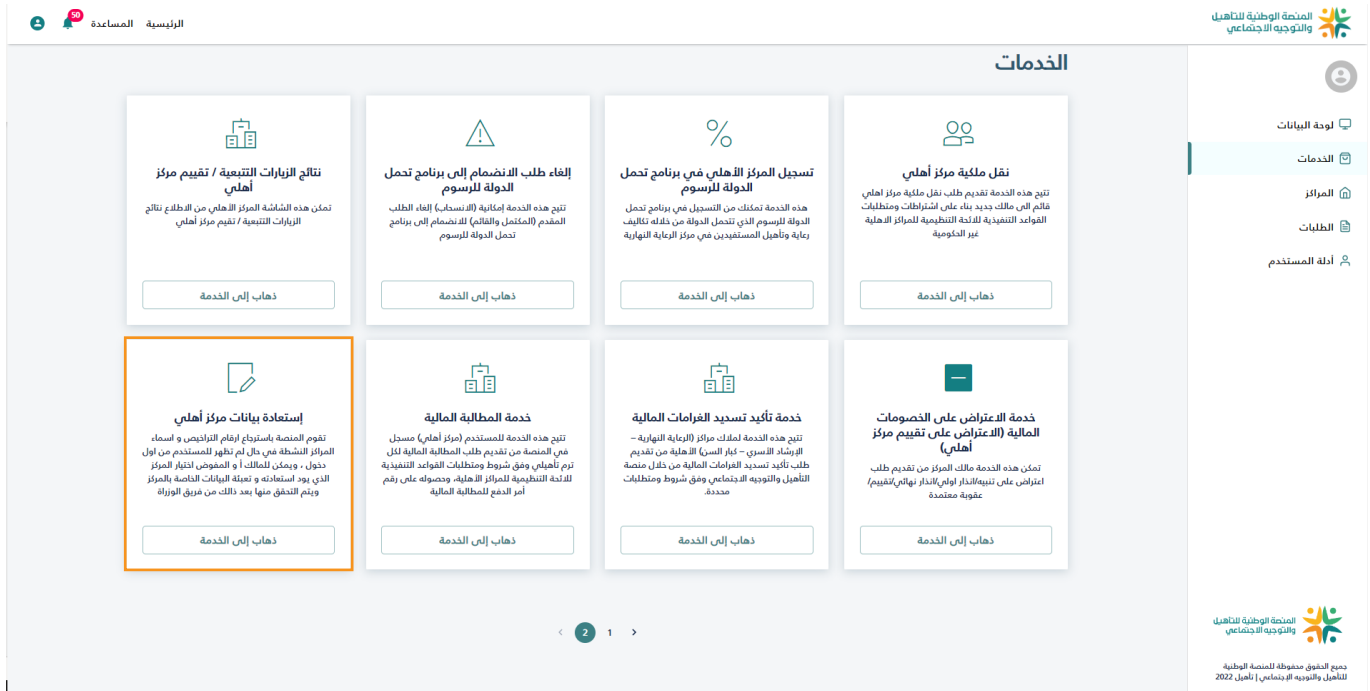 المنصة الوطنية للتأهيل
والتوجيه الاجتماعي
الرئيسية
المساعدة
50
لوحة البيانات
الخدمات
المراكز
الطلبات
أدلة المستخدم
الخدمات
نقل ملكية مركز أهلي
تتيح هذه الخدمة تقديم طلب نقل ملكية مركز اهلي
قائم الى مالك جديد بناء على اشتراطات ومتطلبات
القواعد التنفيذية للائحة التنظيمية للمراكز الاهلية
غير الحكومية
ذهاب إلى الخدمة
تسجيل المركز الأهلي في برنامج تحمل
الدولة للرسوم
هذه الخدمة تمكنك من التسجيل في برنامج تحمل
الدولة للرسوم الذي تتحمل الدولة من خلاله تكاليف
رعاية وتأهيل المستفيدين في مركز الرعاية النهارية
ذهاب إلى الخدمة
إلغاء طلب الانضمام إلى برنامج تحمل
الدولة للرسوم
تتيح هذه الخدمة إمكانية (الانسحاب) إلغاء الطلب
المقدم (المكتمل والقائم) للانضمام إلى برنامج
تحمل الدولة للرسوم
ذهاب إلى الخدمة
نتائج الزيارات التتبعية / تقييم مركز
أهلي
تمكن هذه الشاشة المركز الأهلي من الاطلاع نتائج
الزيارات التتبعية / تقيم مركز أهلي
ذهاب إلى الخدمة
خدمة الاعتراض على الخصومات
المالية (الاعتراض على تقييم مركز
أهلي)
تمكن هذه الخدمة مالك المركز من تقديم طلب
اعتراض على تنبيه/انذار اولي/انذار نهائي/تقييم/
عقوبة معتمدة
ذهاب إلى الخدمة
خدمة تأكيد تسديد الغرامات المالية
تتيح هذه الخدمة لملاك مراكز (الرعاية النهارية –
الإرشاد الأسري – كبار السن) الأهلية من تقديم
طلب تأكيد تسديد الغرامات المالية من خلال منصة
التأهيل والتوجيه الاجتماعي وفق شروط ومتطلبات
محددة.
ذهاب إلى الخدمة
خدمة المطالبة المالية
تتيح هذه الخدمة للمستخدم (مركز أهلي) مسجل
في المنصة من تقديم طلب المطالبة المالية لكل
ترم تأهيلي وفق شروط ومتطلبات القواعد التنفيذية
للائحة التنظيمية للمراكز الأهلية، وحصوله على رقم
أمر الدفع للمطالبة المالية
ذهاب إلى الخدمة
إستعادة بيانات مركز أهلي
تقوم المنصة باسترجاع ارقام التراخيص و اسماء
المراكز النشطة في حال لم تظهر للمستخدم من اول
دخول ، ويمكن للمالك أ و المفوض اختيار المركز
الذي يود استعادته و تعبئة البيانات الخاصة بالمركز
ويتم التحقق منها بعد ذالك من فريق الوزراة
ذهاب إلى الخدمة
1
2
المنصة الوطنية للتأهيل
والتوجيه الاجتماعي
جميع الحقوق محفوظة للمنصة الوطنية
للتأهيل والتوجيه الإجتماعي | تأهيل 2022